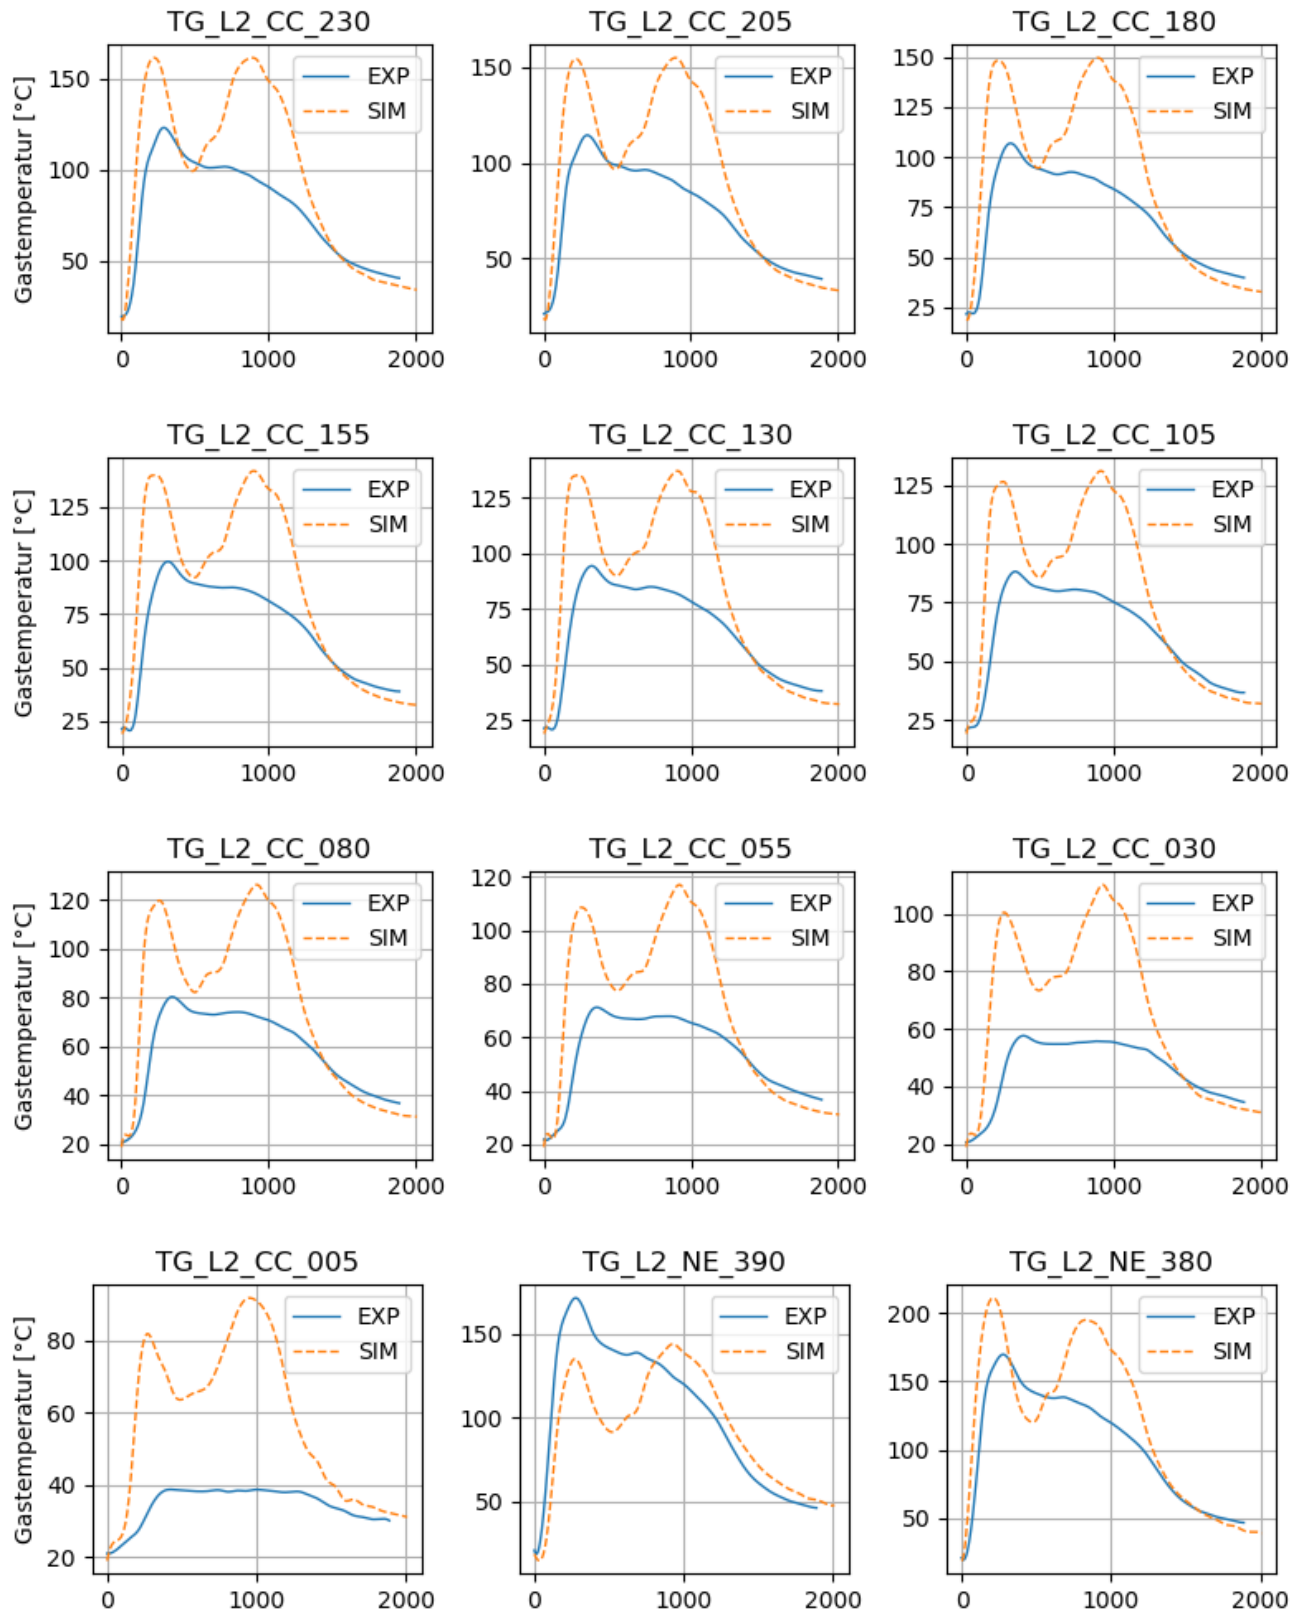 TG_L2_CC_230 TG_L2_CC_205 TG_L2_CC_180
Gastemperatur [°C]
150
100
50
EXP
SIM
0 1000 2000
150
100
50
EXP
SIM
0 1000 2000
150
125
100
75
50
25
EXP
SIM
0 1000 2000
TG_L2_CC_155 TG_L2_CC_130 TG_L2_CC_105
Gastemperatur [°C]
125
100
75
50
25
EXP
SIM
0 1000 2000
125
100
75
50
25
EXP
SIM
0 1000 2000
125
100
75
50
25
EXP
SIM
0 1000 2000
TG_L2_CC_080 TG_L2_CC_055 TG_L2_CC_030
Gastemperatur [°C]
120
100
80
60
40
20
EXP
SIM
0 1000 2000
120
100
80
60
40
20
EXP
SIM
0 1000 2000
100
80
60
40
20
EXP
SIM
0 1000 2000
TG_L2_CC_005 TG_L2_NE_390 TG_L2_NE_380
Gastemperatur [°C]
80
60
40
20
EXP
SIM
0 1000 2000
150
100
50
EXP
SIM
0 1000 2000
200
150
100
50
EXP
SIM
0 1000 2000